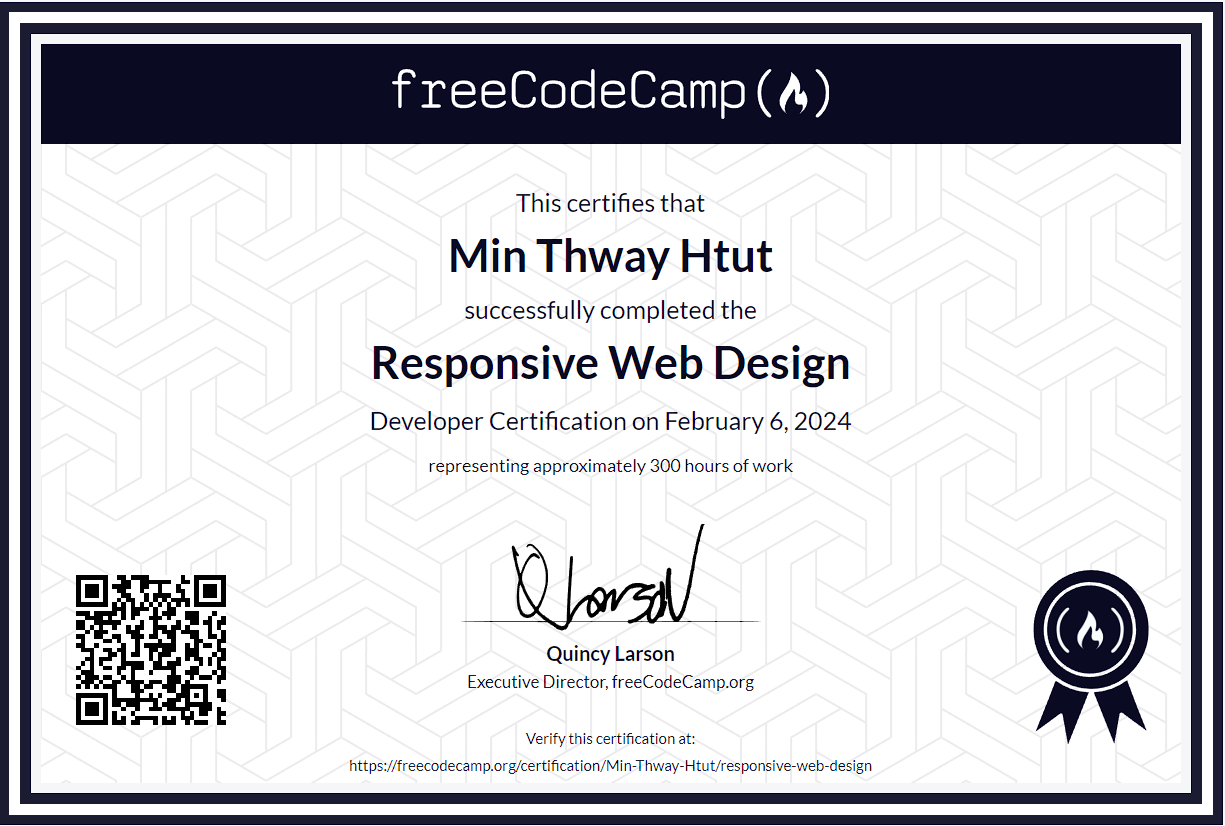 freeCodeCamp
This certifies that
Min Thway Htut
successfully completed the
Responsive Web Design
Developer Certification on February 6, 2024
representing approximately 300 hours of work
Q Larson
Quincy Larson
Executive Director, freeCodeCamp.org
Verify this certification at:
https://freecodecamp.org/certification/Min-Thway-Htut/responsive-web-design